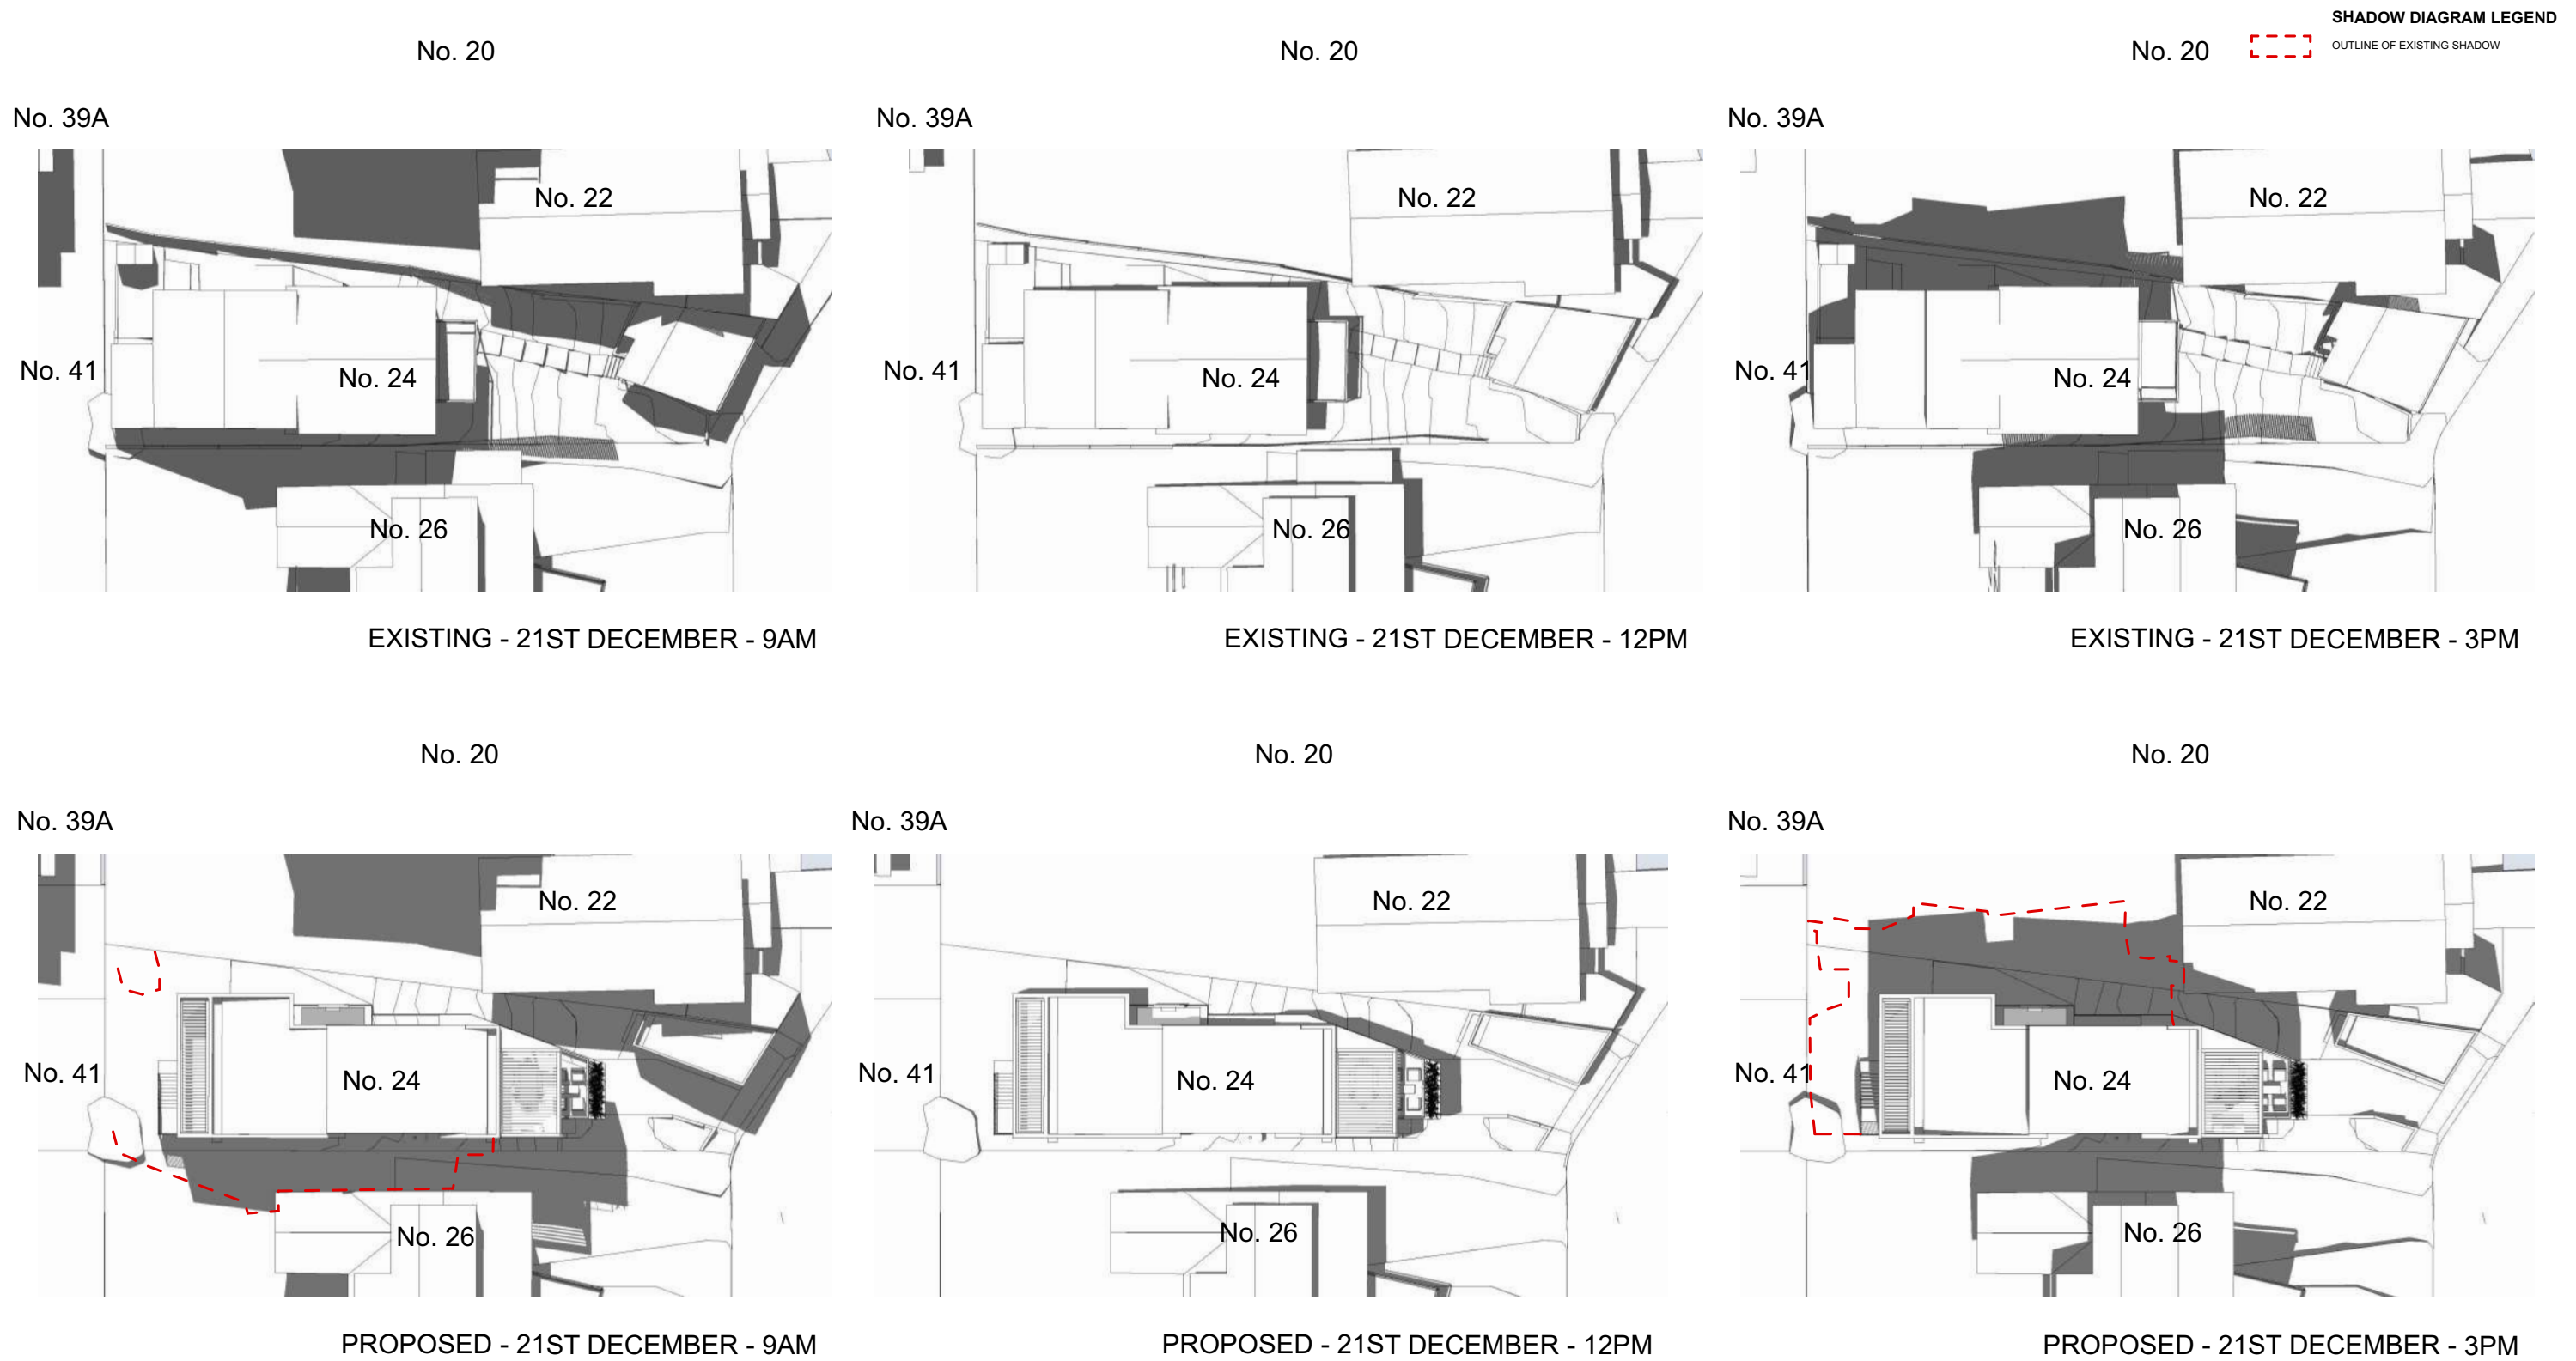 SHADOW DIAGRAM LEGEND
OUTLINE OF EXISTING SHADOW
No. 20
No. 39A
No. 22
No. 41
No. 24
No. 26
EXISTING - 21ST DECEMBER - 9AM
No. 20
No. 39A
No. 22
No. 41
No. 24
No. 26
EXISTING - 21ST DECEMBER - 12PM
No. 20
No. 39A
No. 22
No. 41
No. 24
No. 26
EXISTING - 21ST DECEMBER - 3PM
No. 20
No. 39A
No. 22
No. 41
No. 24
No. 26
PROPOSED - 21ST DECEMBER - 9AM
No. 20
No. 39A
No. 22
No. 41
No. 24
No. 26
PROPOSED - 21ST DECEMBER - 12PM
No. 20
No. 39A
No. 22
No. 41
No. 24
No. 26
PROPOSED - 21ST DECEMBER - 3PM